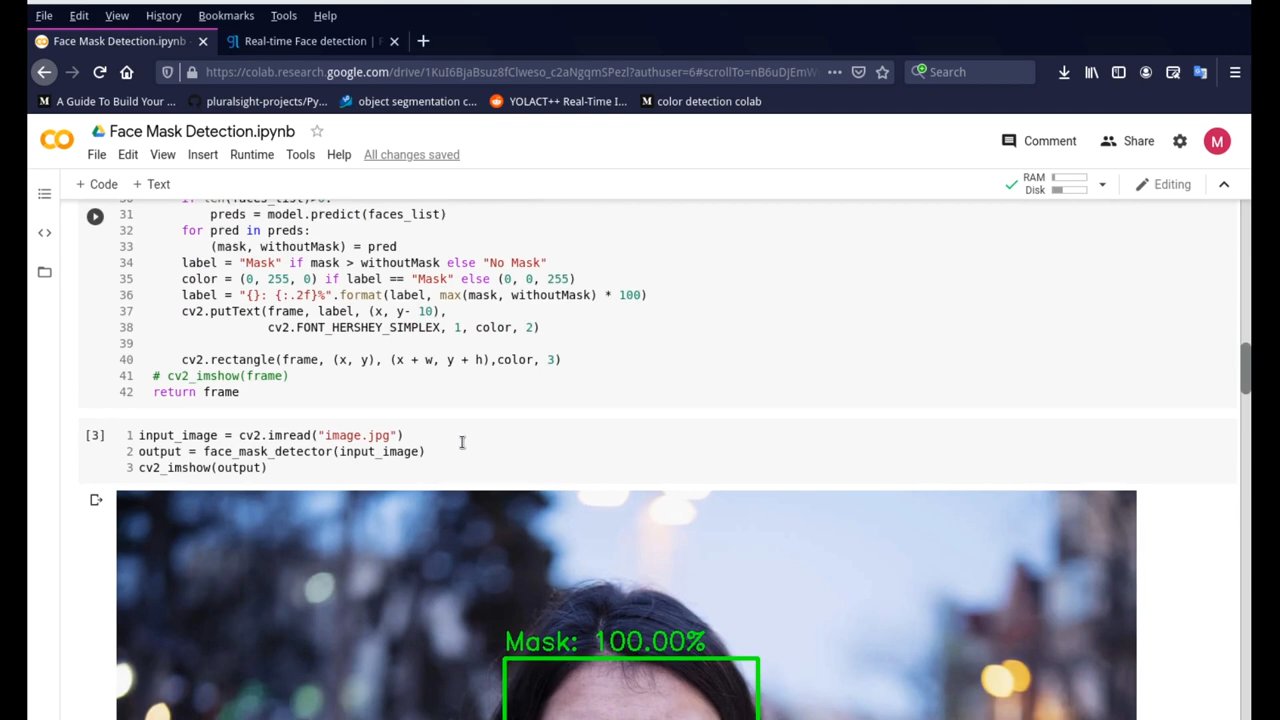 File Edit View History Bookmarks Tools Help
Face Mask Detection.ipynb Real-time Face detection | F
https://colab.research.google.com/drive/1KuI6BjaBsuz8fClweso_c2aNgqmSPezl?authuser=6#scrollTo=nB6uDjEmW Search
A Guide To Build Your ... pluralsight-projects/Py... object segmentation c... YOLACT++ Real-Time I... color detection colab
Face Mask Detection.ipynb
Comment Share M
File Edit View Insert Runtime Tools Help All changes saved
+ Code + Text RAM Disk Editing
30 if len(faces_list)>0:
31 preds = model.predict(faces_list)
32 for pred in preds:
33 (mask, withoutMask) = pred
34 label = "Mask" if mask > withoutMask else "No Mask"
35 color = (0, 255, 0) if label == "Mask" else (0, 0, 255)
36 label = "{}: {:.2f}%".format(label, max(mask, withoutMask) * 100)
37 cv2.putText(frame, label, (x, y- 10),
38 cv2.FONT_HERSHEY_SIMPLEX, 1, color, 2)
39
40 cv2.rectangle(frame, (x, y), (x + w, y + h),color, 3)
41 # cv2_imshow(frame)
42 return frame
[3] 1 input_image = cv2.imread("image.jpg")
2 output = face_mask_detector(input_image)
3 cv2_imshow(output)
Mask: 100.00%